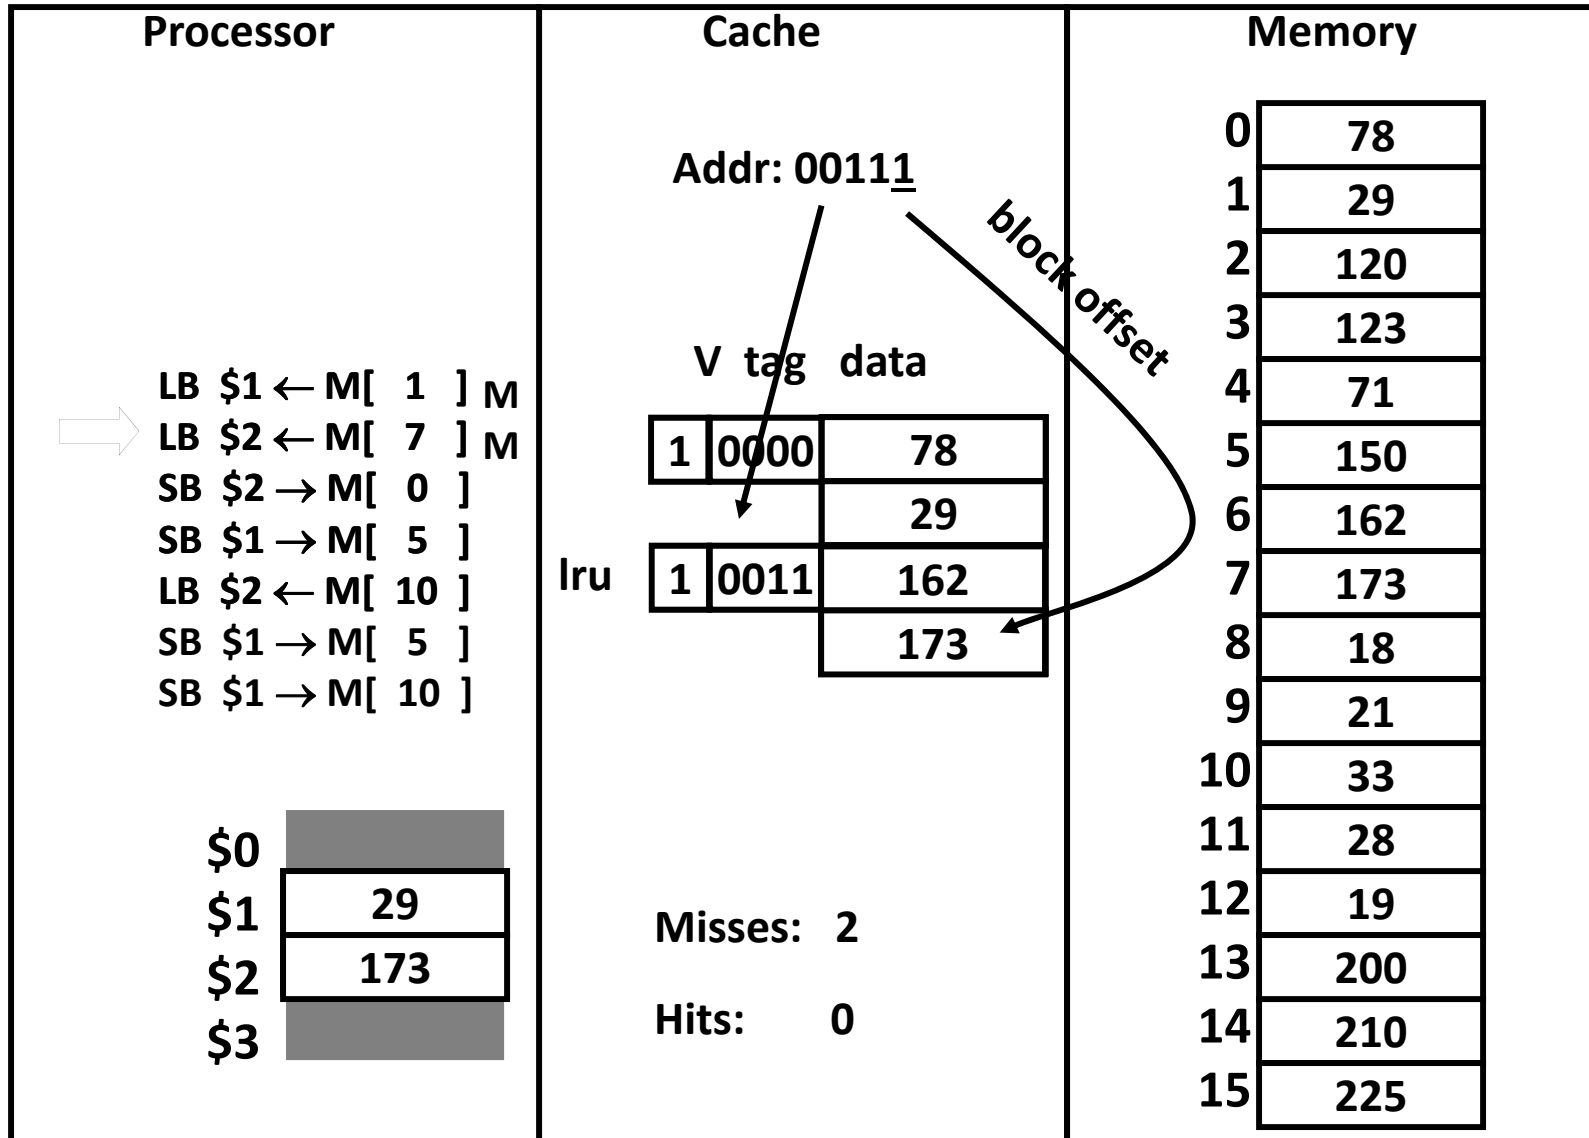 Processor
LB $1 ← M[ 1 ] M
LB $2 ← M[ 7 ] M
SB $2 → M[ 0 ]
SB $1 → M[ 5 ]
LB $2 ← M[ 10 ]
SB $1 → M[ 5 ]
SB $1 → M[ 10 ]
$0
$1 29
$2 173
$3
Cache
Addr: 00111
block offset
V tag data
1 0000 78
29
lru 1 0011 162
173
Misses: 2
Hits: 0
Memory
0 78
1 29
2 120
3 123
4 71
5 150
6 162
7 173
8 18
9 21
10 33
11 28
12 19
13 200
14 210
15 225